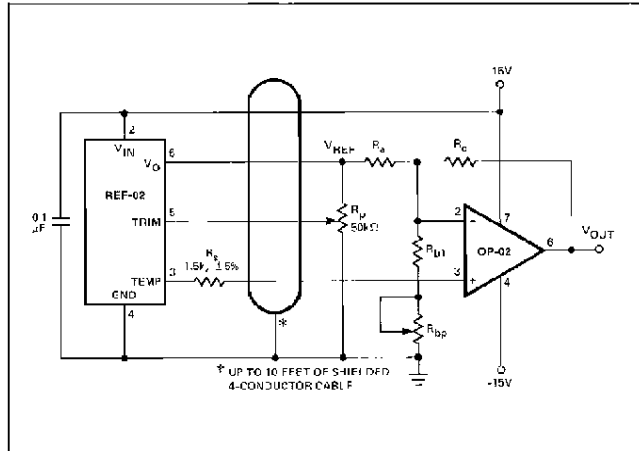 15V
2
VIN
VO
6
REF-02
TRIM
5
TEMP
3
GND
4
0.1
µF
RS
1.5k, ±5%
*
VREF
Ra
RP
50kΩ
Rc
Rb1
Rbp
2
−
3
+
OP-02
7
6
4
VOUT
-15V
* UP TO 10 FEET OF SHIELDED
4-CONDUCTOR CABLE